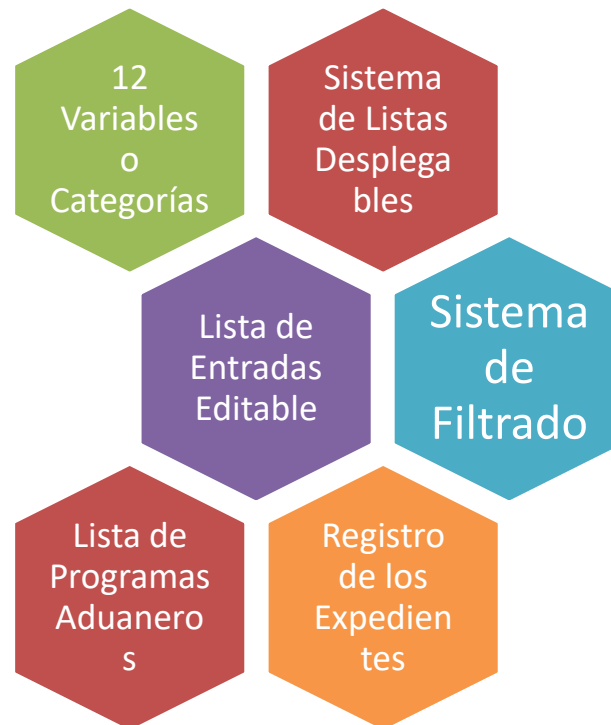 12
Variables
o
Categorías
Sistema
de Listas
Desplega
bles
Lista de
Entradas
Editable
Sistema
de
Filtrado
Lista de
Programas
Aduanero
s
Registro
de los
Expedien
tes